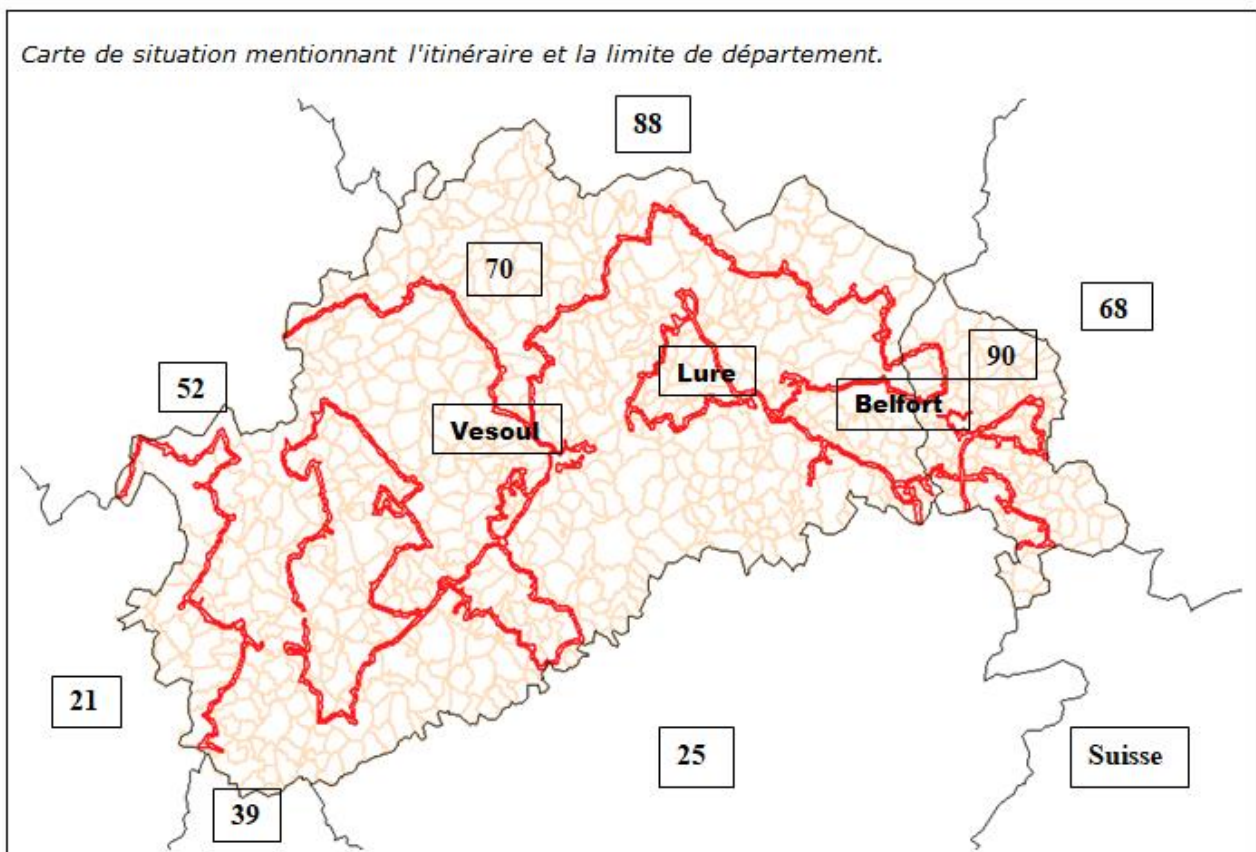 Carte de situation mentionnant l'itinéraire et la limite de département.
88
70
68
90
52
Lure
Belfort
Vesoul
21
25
Suisse
39